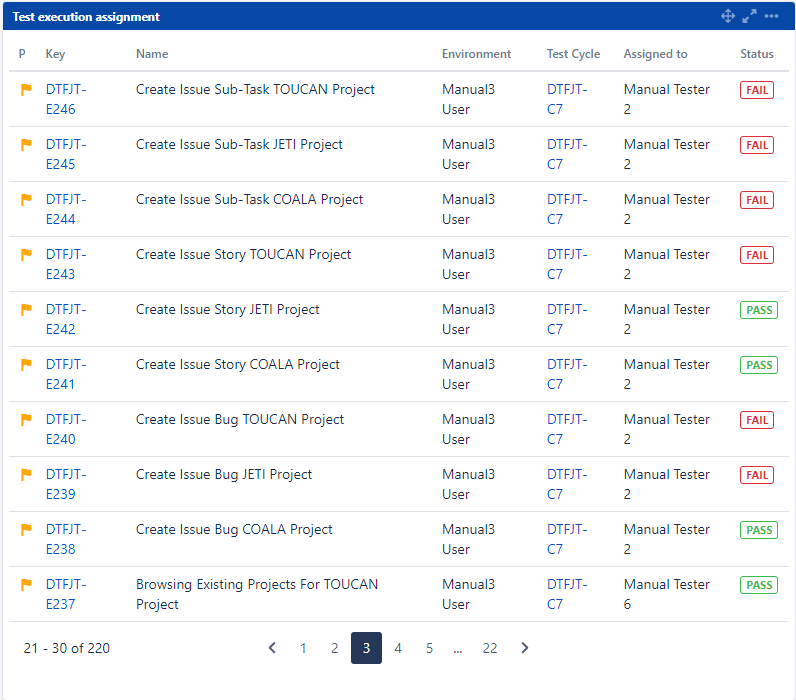 Test execution assignment
P Key Name Environment Test Cycle Assigned to Status
DTFJT- Create Issue Sub-Task TOUCAN Project Manual3 DTFJT- Manual Tester FAIL
E246 User C7 2
DTFJT- Create Issue Sub-Task JETI Project Manual3 DTFJT- Manual Tester FAIL
E245 User C7 2
DTFJT- Create Issue Sub-Task COALA Project Manual3 DTFJT- Manual Tester FAIL
E244 User C7 2
DTFJT- Create Issue Story TOUCAN Project Manual3 DTFJT- Manual Tester FAIL
E243 User C7 2
DTFJT- Create Issue Story JETI Project Manual3 DTFJT- Manual Tester PASS
E242 User C7 2
DTFJT- Create Issue Story COALA Project Manual3 DTFJT- Manual Tester PASS
E241 User C7 2
DTFJT- Create Issue Bug TOUCAN Project Manual3 DTFJT- Manual Tester FAIL
E240 User C7 2
DTFJT- Create Issue Bug JETI Project Manual3 DTFJT- Manual Tester FAIL
E239 User C7 2
DTFJT- Create Issue Bug COALA Project Manual3 DTFJT- Manual Tester PASS
E238 User C7 2
DTFJT- Browsing Existing Projects For TOUCAN Manual3 DTFJT- Manual Tester PASS
E237 Project User C7 6
21 - 30 of 220 1 2 3 4 5 ... 22